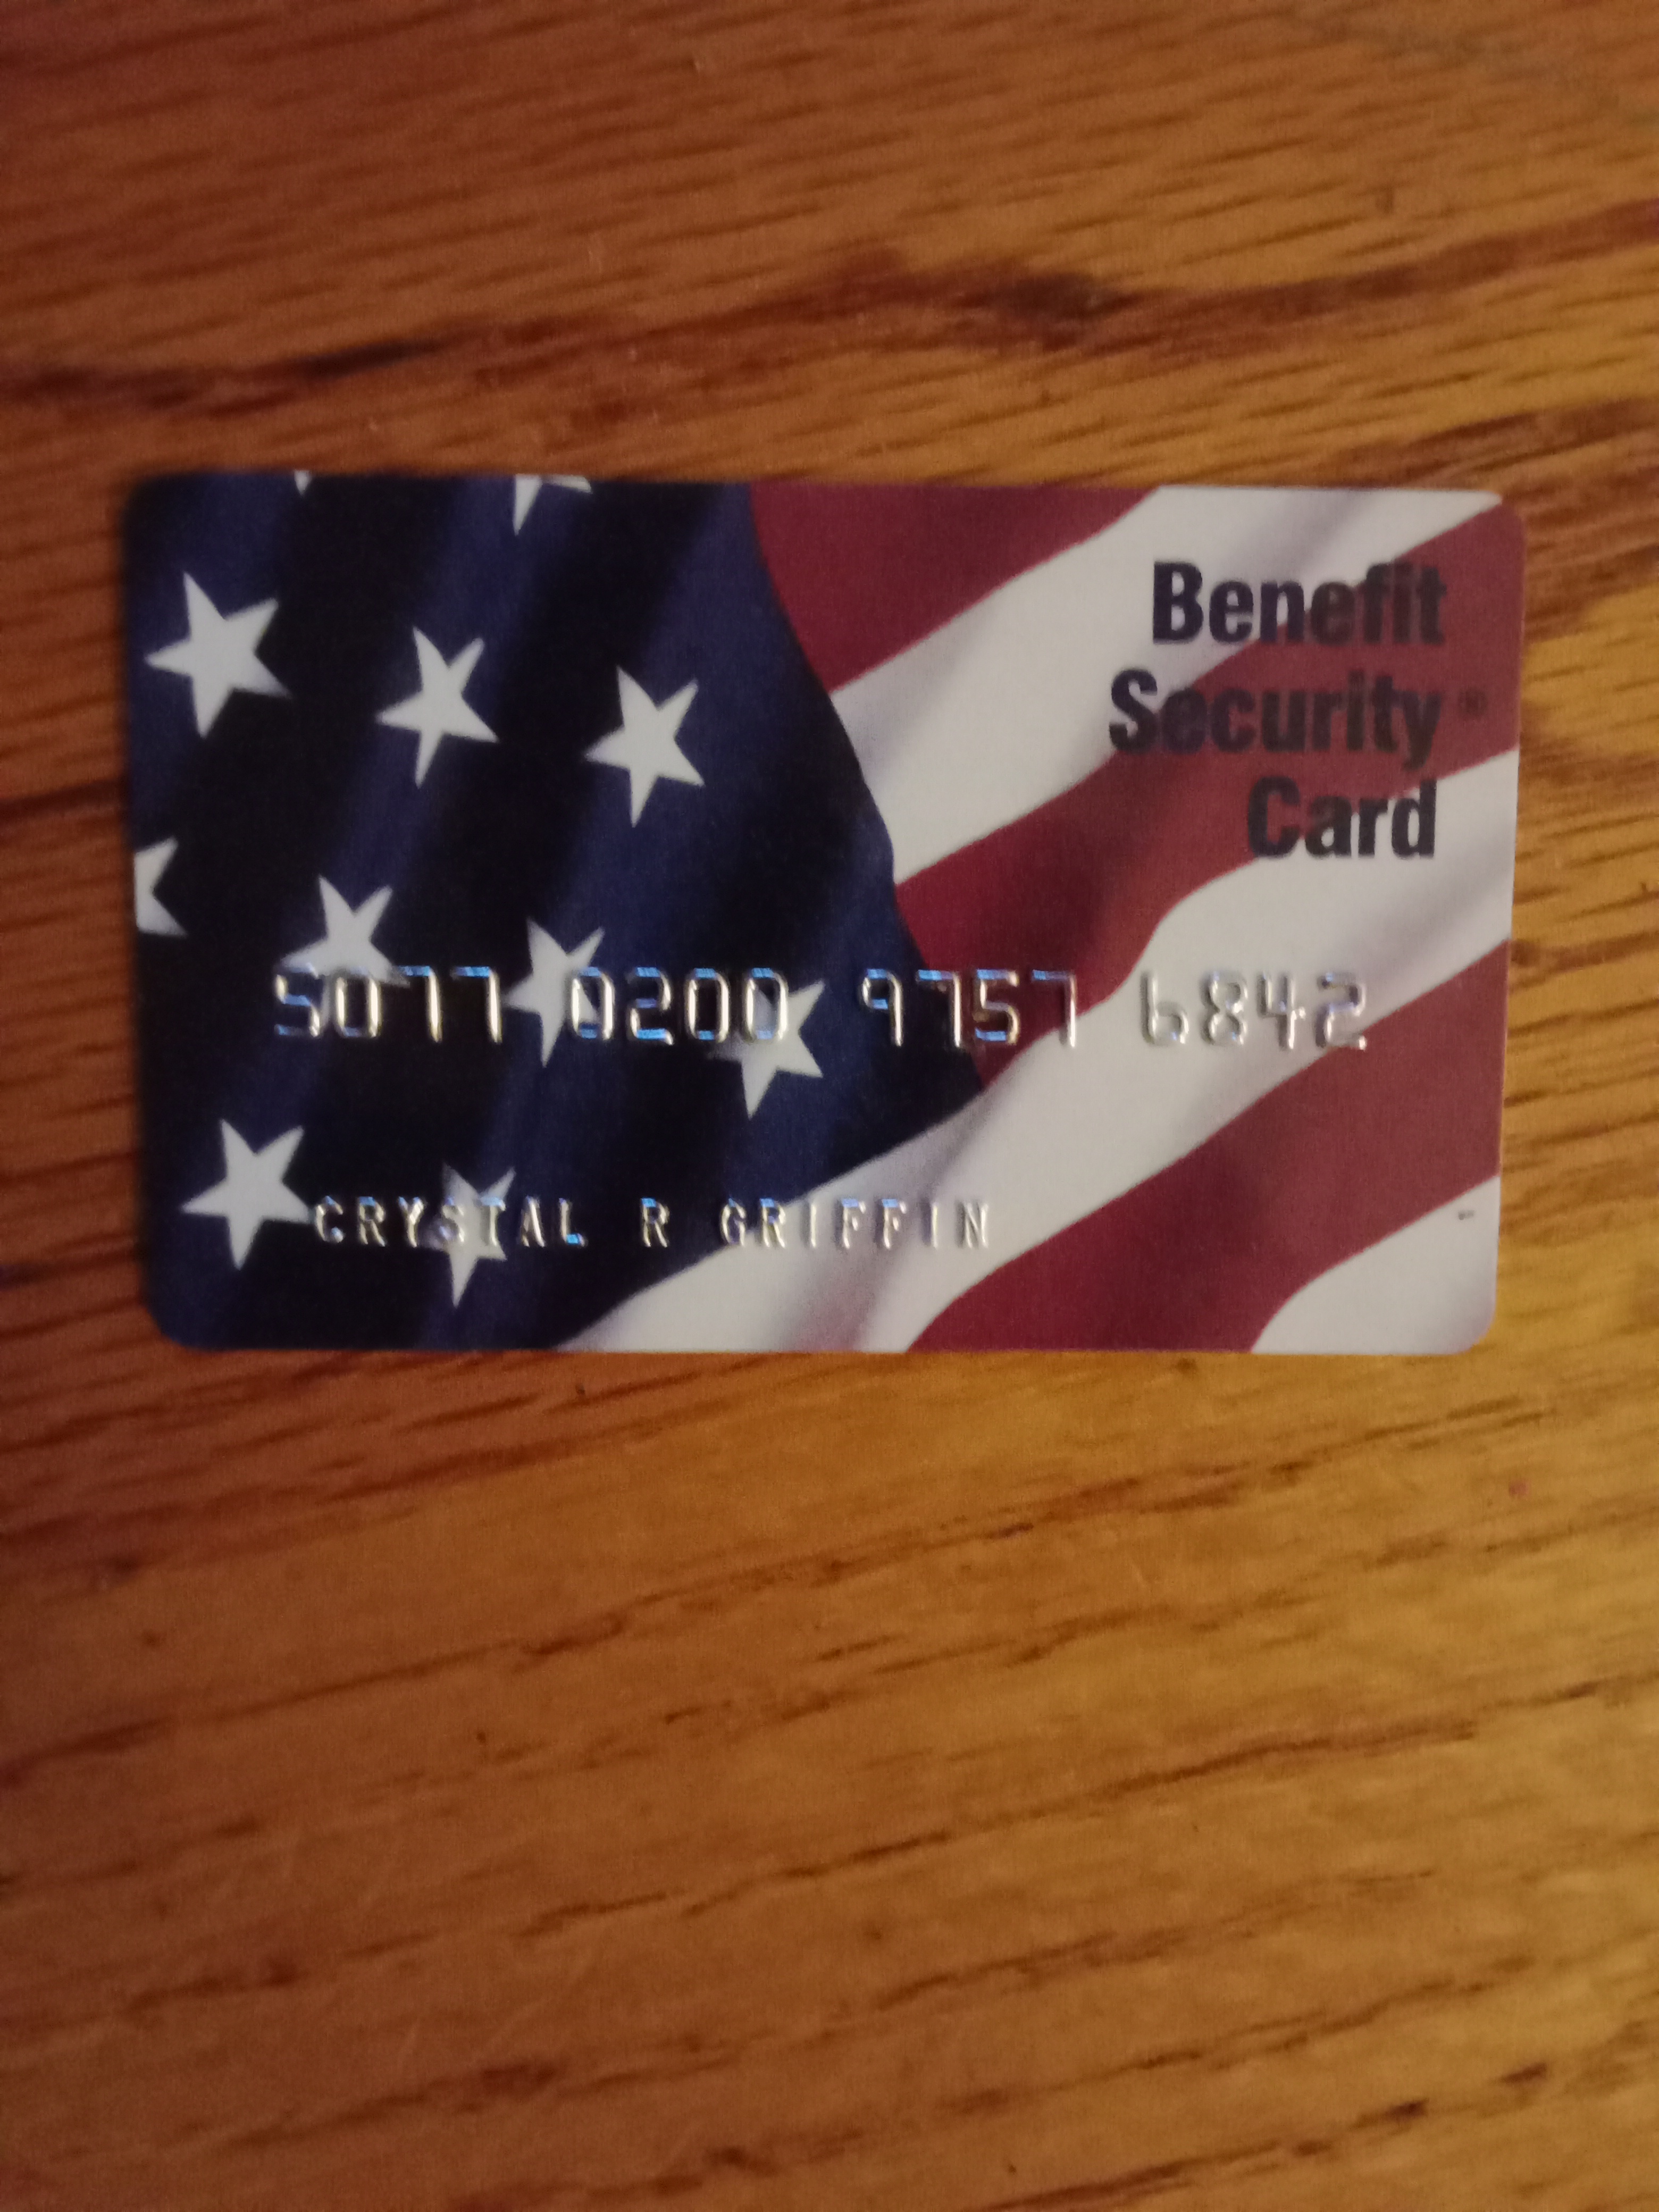 Benefit
Security ®
Card
5077 0200 9757 6842
CRYSTAL R GRIFFIN